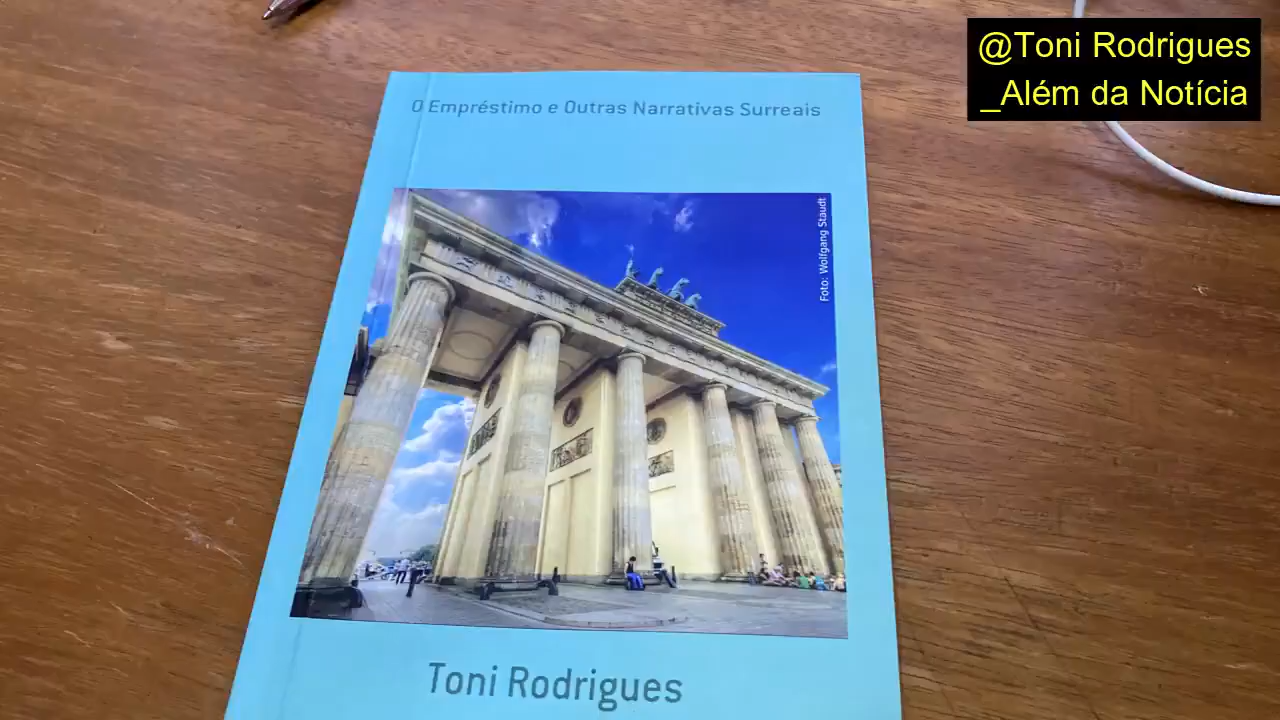 @Toni Rodrigues
_Além da Notícia
O Empréstimo e Outras Narrativas Surreais
Foto: Wolfgang Staudt
Toni Rodrigues